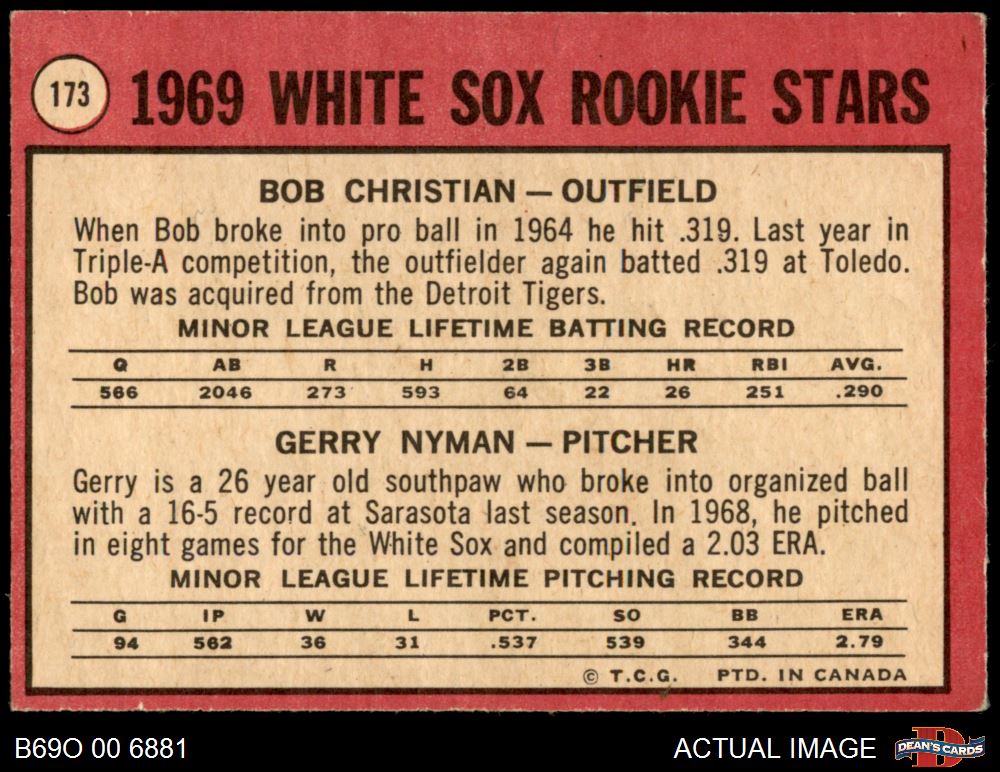 173
1969 WHITE SOX ROOKIE STARS
BOB CHRISTIAN — OUTFIELD
When Bob broke into pro ball in 1964 he hit .319. Last year in
Triple-A competition, the outfielder again batted .319 at Toledo.
Bob was acquired from the Detroit Tigers.
MINOR LEAGUE LIFETIME BATTING RECORD
G AB R H 2B 3B HR RBI AVG.
566 2046 273 593 64 22 26 251 .290
GERRY NYMAN — PITCHER
Gerry is a 26 year old southpaw who broke into organized ball
with a 16-5 record at Sarasota last season. In 1968, he pitched
in eight games for the White Sox and compiled a 2.03 ERA.
MINOR LEAGUE LIFETIME PITCHING RECORD
G IP W L PCT. SO BB ERA
94 562 36 31 .537 539 344 2.79
© T.C.G. PTD. IN CANADA
B69O 00 6881 ACTUAL IMAGE DEAN'S CARDS